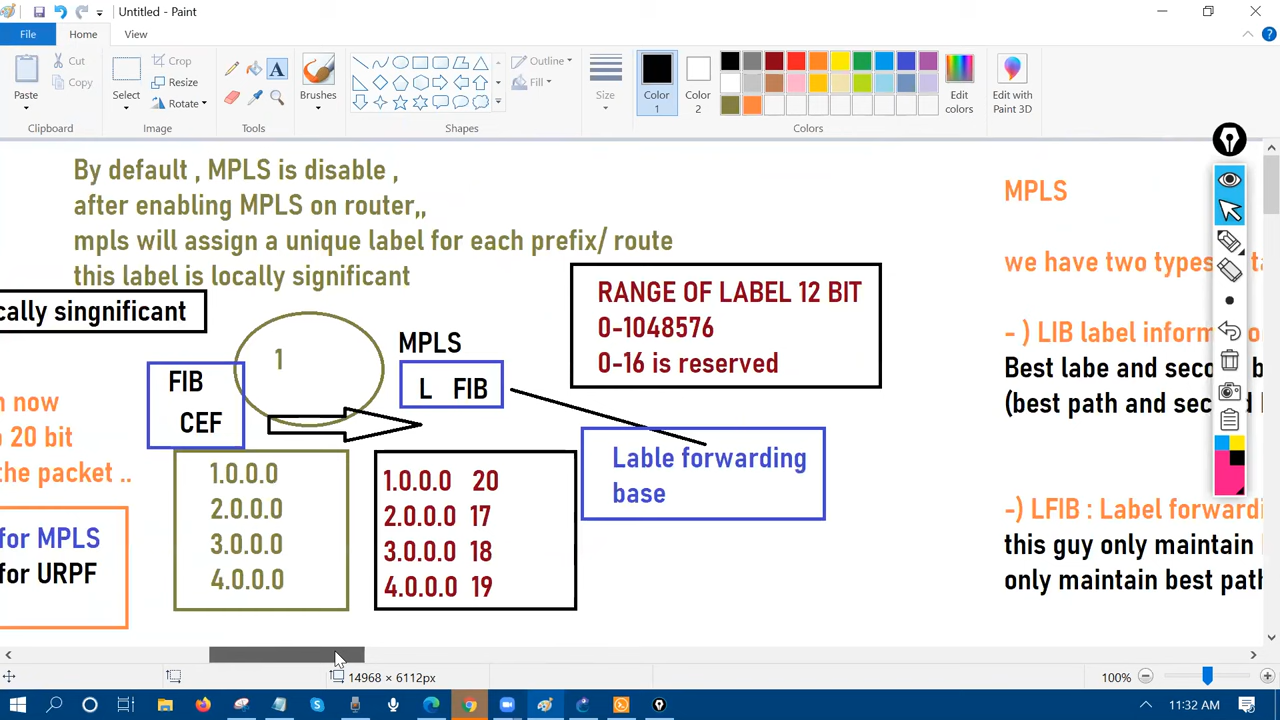 Untitled - Paint
File
Home
View
Paste
Cut
Copy
Clipboard
Select
Crop
Resize
Rotate
Image
A
Tools
Brushes
Shapes
Outline
Fill
Size
Color 1
Color 2
Colors
Edit colors
Edit with Paint 3D
By default , MPLS is disable ,
after enabling MPLS on router,,
mpls will assign a unique label for each prefix/ route
this label is locally significant
cally singnificant
RANGE OF LABEL 12 BIT
0-1048576
0-16 is reserved
1
MPLS
L FIB
FIB
CEF
now
20 bit
the packet ..
for MPLS
for URPF
1.0.0.0
2.0.0.0
3.0.0.0
4.0.0.0
1.0.0.0 20
2.0.0.0 17
3.0.0.0 18
4.0.0.0 19
Lable forwarding
base
MPLS
we have two types
- ) LIB label informa
Best labe and seco
(best path and second
-) LFIB : Label forwardi
this guy only maintain
only maintain best path
14968 × 6112px
100%
11:32 AM